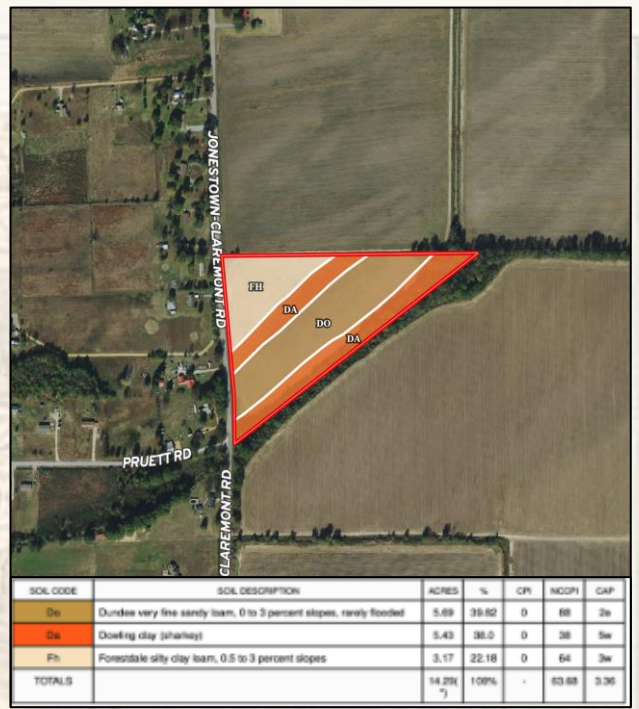 JONESTOWN-CLAREMONT RD
FH
DA
DO
DA
PRUETT RD
CLAREMONT RD
SOIL CODE SOIL DESCRIPTION ACRES % CPI NCCPI CAP
Do Dundee very fine sandy loam, 0 to 3 percent slopes, rarely flooded 5.69 39.82 0 88 2e
Da Dowling clay (sharkey) 5.43 38.0 0 38 5w
Fh Forestdale silty clay loam, 0.5 to 3 percent slopes 3.17 22.18 0 64 3w
TOTALS 14.29( 100% - 63.68 3.36
*)